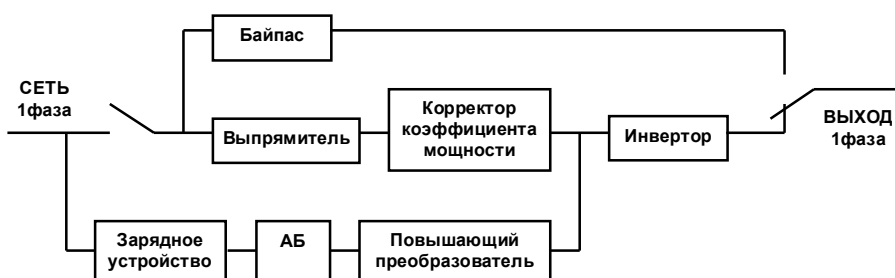 Байпас
СЕТЬ
1фаза
Выпрямитель
Корректор
коэффициента
мощности
Инвертор
ВЫХОД
1фаза
Зарядное
устройство
АБ
Повышающий
преобразователь